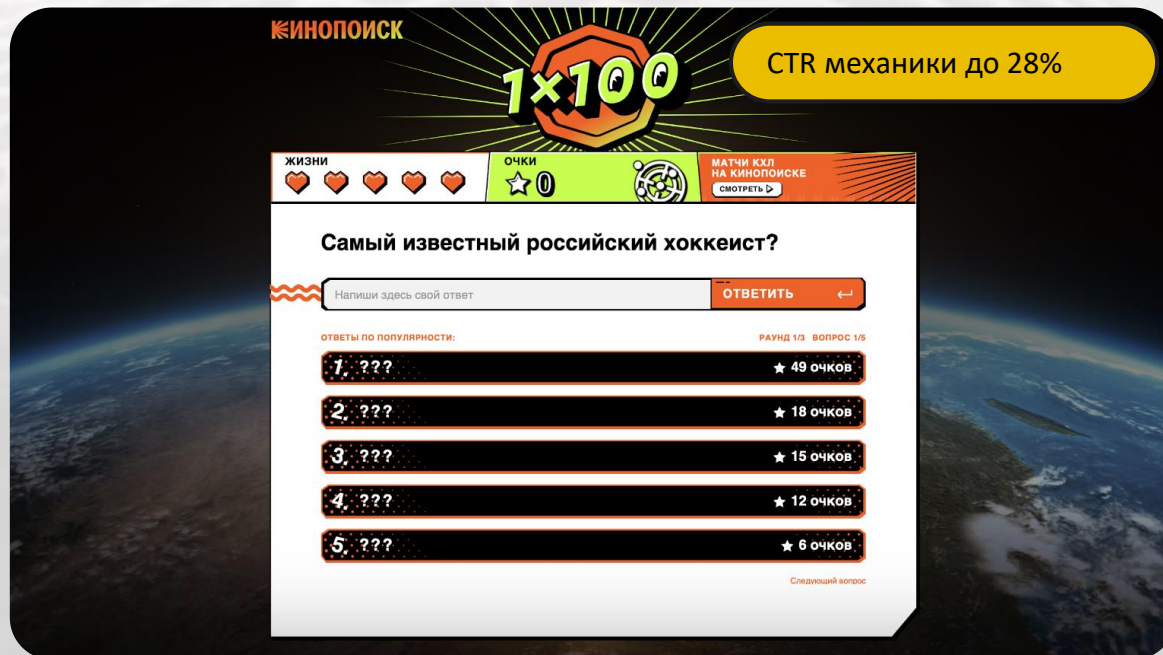 КИНОПОИСК
1×100
CTR механики до 28%
ЖИЗНИ
ОЧКИ
0
МАТЧИ КХЛ
НА КИНОПОИСКЕ
СМОТРЕТЬ
Самый известный российский хоккеист?
Напиши здесь свой ответ
ОТВЕТИТЬ
ОТВЕТЫ ПО ПОПУЛЯРНОСТИ:
РАУНД 1/3 ВОПРОС 1/5
1. ??? 49 очков
2. ??? 18 очков
3. ??? 15 очков
4. ??? 12 очков
5. ??? 6 очков
Следующий вопрос